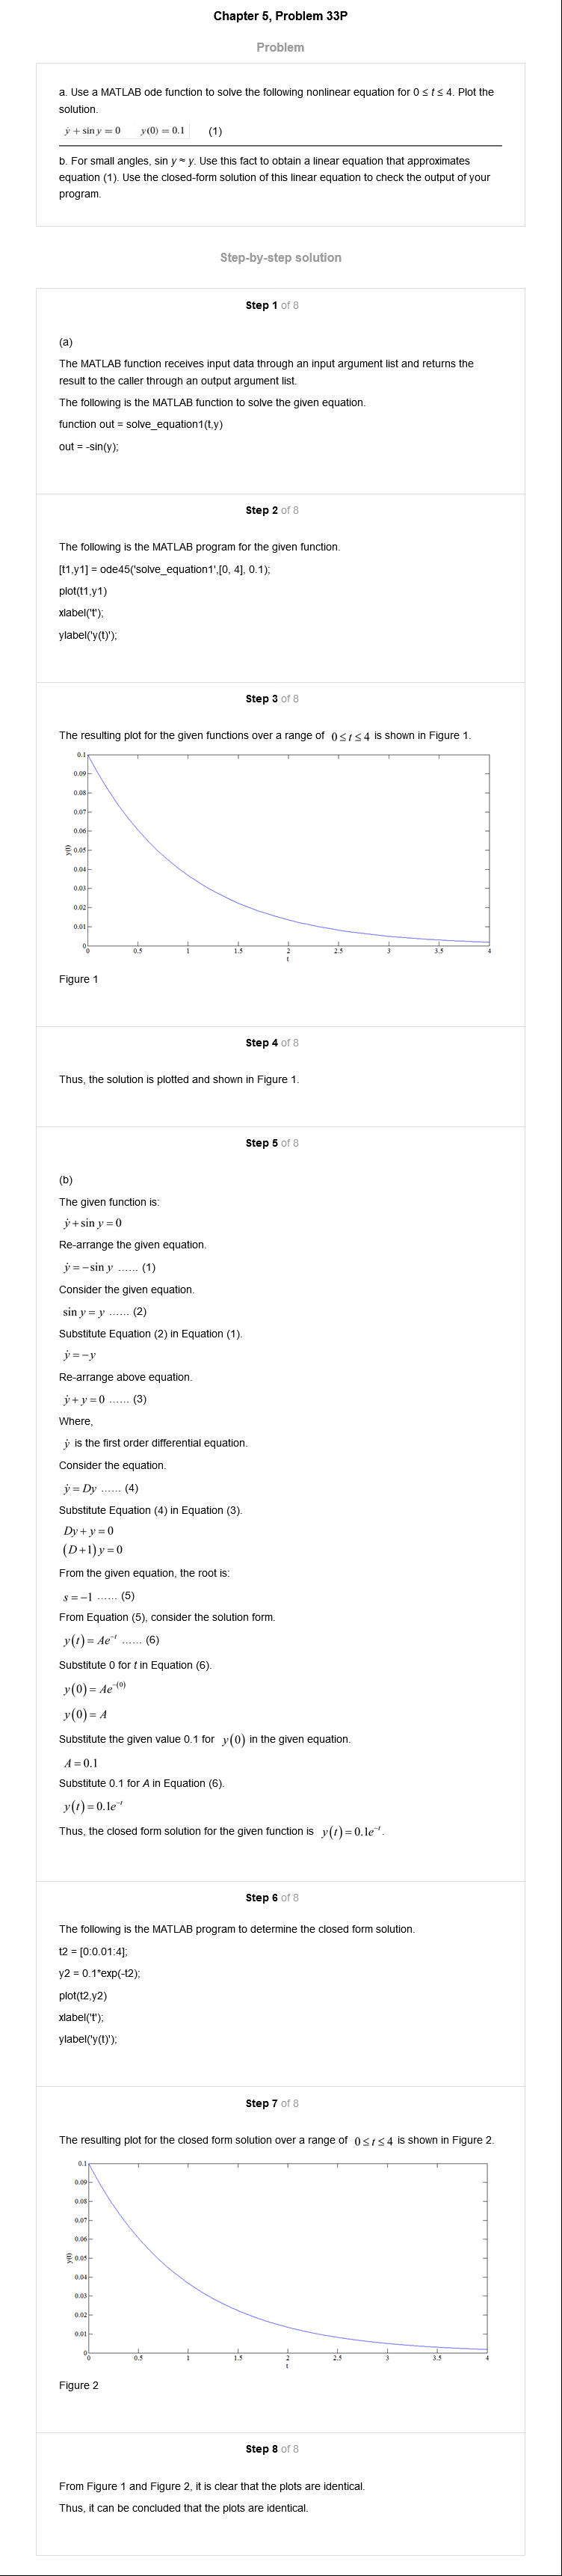 Chapter 5, Problem 33P
Problem
a. Use a MATLAB ode function to solve the following nonlinear equation for 0 ≤ t ≤ 4. Plot the
solution.
ẏ + sin y = 0 y(0) = 0.1 (1)
b. For small angles, sin y ≈ y. Use this fact to obtain a linear equation that approximates
equation (1). Use the closed-form solution of this linear equation to check the output of your
program.
Step-by-step solution
Step 1 of 8
(a)
The MATLAB function receives input data through an input argument list and returns the
result to the caller through an output argument list.
The following is the MATLAB function to solve the given equation.
function out = solve_equation1(t,y)
out = -sin(y);
Step 2 of 8
The following is the MATLAB program for the given function.
[t1,y1] = ode45('solve_equation1',[0, 4], 0.1);
plot(t1,y1)
xlabel('t');
ylabel('y(t)');
Step 3 of 8
The resulting plot for the given functions over a range of 0 ≤ t ≤ 4 is shown in Figure 1.
0.1
0.09
0.08
0.07
0.06
y(t)
0.05
0.04
0.03
0.02
0.01
0
0 0.5 1 1.5 2 2.5 3 3.5 4
t
Figure 1
Step 4 of 8
Thus, the solution is plotted and shown in Figure 1.
Step 5 of 8
(b)
The given function is:
ẏ + sin y = 0
Re-arrange the given equation.
ẏ = −sin y ...... (1)
Consider the given equation.
sin y = y ...... (2)
Substitute Equation (2) in Equation (1).
ẏ = −y
Re-arrange above equation.
ẏ + y = 0 ...... (3)
Where,
ẏ is the first order differential equation.
Consider the equation.
ẏ = Dy ...... (4)
Substitute Equation (4) in Equation (3).
Dy + y = 0
(D+1) y = 0
From the given equation, the root is:
s = −1 ...... (5)
From Equation (5), consider the solution form.
y(t) = Ae⁻ᵗ ...... (6)
Substitute 0 for t in Equation (6).
y(0) = Ae⁻⁽⁰⁾
y(0) = A
Substitute the given value 0.1 for y(0) in the given equation.
A = 0.1
Substitute 0.1 for A in Equation (6).
y(t) = 0.1e⁻ᵗ
Thus, the closed form solution for the given function is y(t) = 0.1e⁻ᵗ.
Step 6 of 8
The following is the MATLAB program to determine the closed form solution.
t2 = [0:0.01:4];
y2 = 0.1*exp(-t2);
plot(t2,y2)
xlabel('t');
ylabel('y(t)');
Step 7 of 8
The resulting plot for the closed form solution over a range of 0 ≤ t ≤ 4 is shown in Figure 2.
0.1
0.09
0.08
0.07
0.06
y(t)
0.05
0.04
0.03
0.02
0.01
0
0 0.5 1 1.5 2 2.5 3 3.5 4
t
Figure 2
Step 8 of 8
From Figure 1 and Figure 2, it is clear that the plots are identical.
Thus, it can be concluded that the plots are identical.